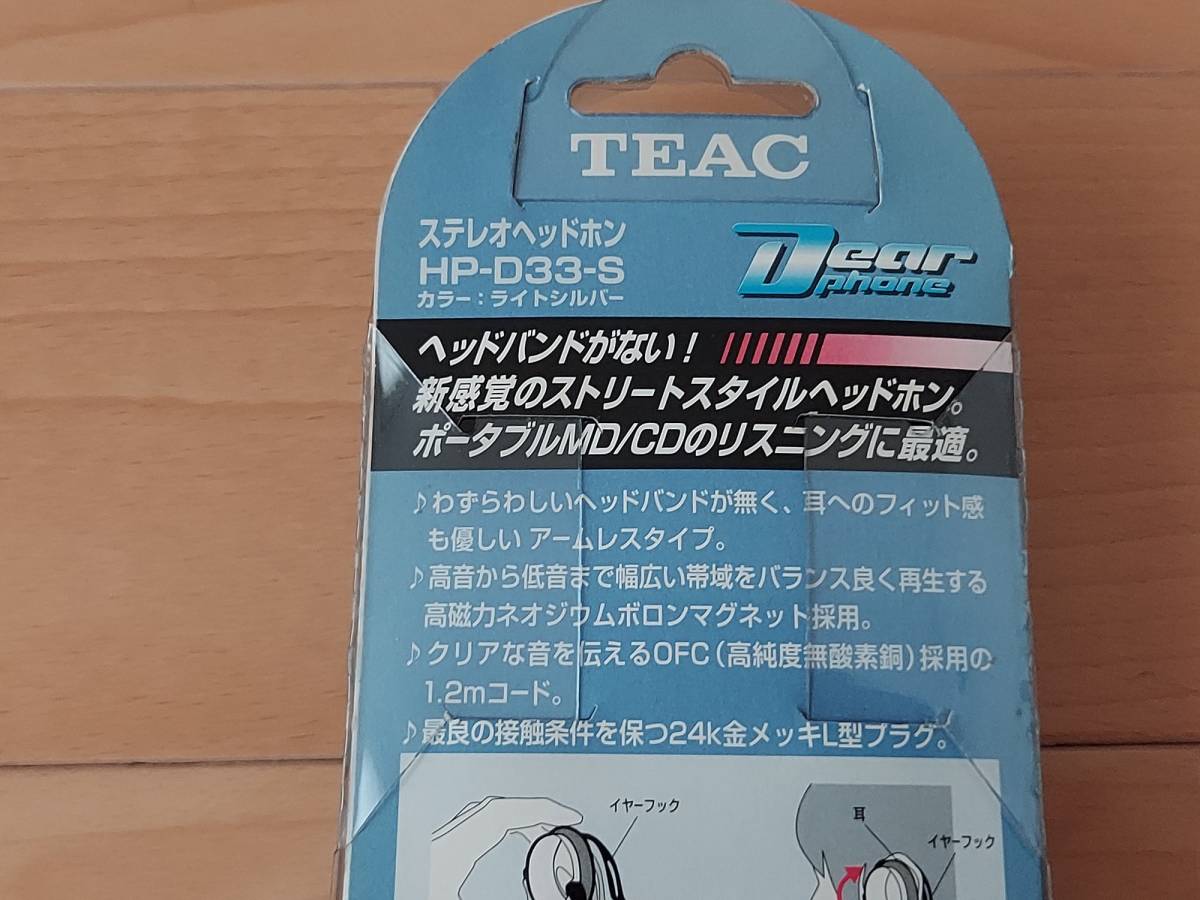 TEAC
ステレオヘッドホン
HP-D33-S
カラー：ライトシルバー
Dear
phone
ヘッドバンドがない！
新感覚のストリートスタイルヘッドホン。
ポータブルMD/CDのリスニングに最適。
♪わずらわしいヘッドバンドが無く、耳へのフィット感
も優しい アームレスタイプ。
♪高音から低音まで幅広い帯域をバランス良く再生する
高磁力ネオジウムボロンマグネット採用。
♪クリアな音を伝えるOFC（高純度無酸素銅）採用の
1.2mコード。
♪最良の接触条件を保つ24k金メッキL型プラグ。
イヤーフック
耳
イヤーフック